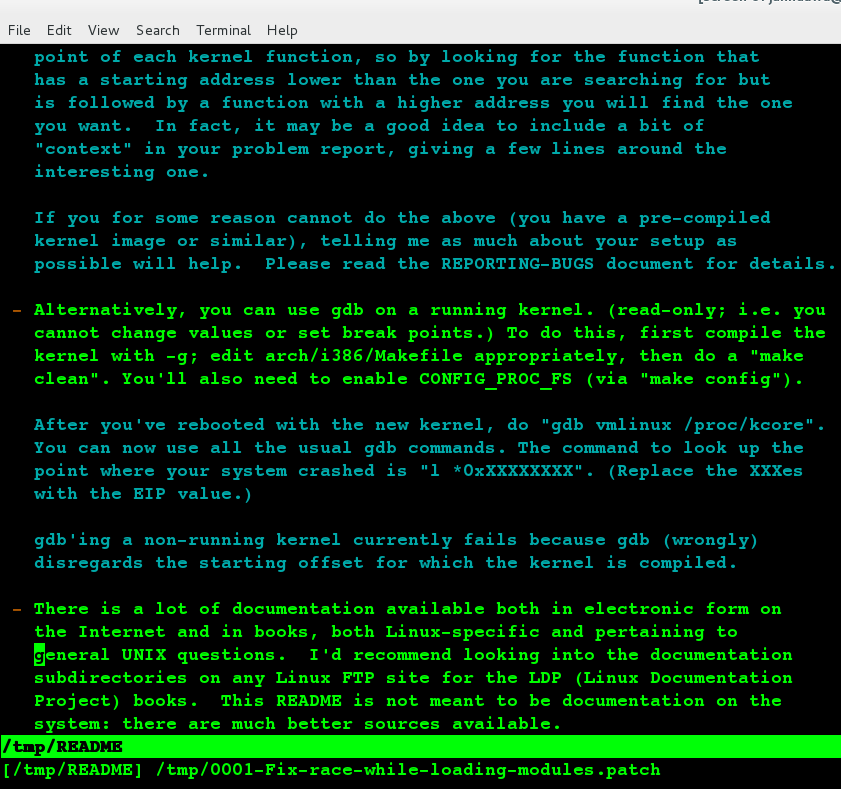 File Edit View Search Terminal Help
point of each kernel function, so by looking for the function that
has a starting address lower than the one you are searching for but
is followed by a function with a higher address you will find the one
you want.  In fact, it may be a good idea to include a bit of
"context" in your problem report, giving a few lines around the
interesting one.
If you for some reason cannot do the above (you have a pre-compiled
kernel image or similar), telling me as much about your setup as
possible will help.  Please read the REPORTING-BUGS document for details.
- Alternatively, you can use gdb on a running kernel. (read-only; i.e. you
cannot change values or set break points.) To do this, first compile the
kernel with -g; edit arch/i386/Makefile appropriately, then do a "make
clean". You'll also need to enable CONFIG_PROC_FS (via "make config").
After you've rebooted with the new kernel, do "gdb vmlinux /proc/kcore".
You can now use all the usual gdb commands. The command to look up the
point where your system crashed is "l *0xXXXXXXXX". (Replace the XXXes
with the EIP value.)
gdb'ing a non-running kernel currently fails because gdb (wrongly)
disregards the starting offset for which the kernel is compiled.
- There is a lot of documentation available both in electronic form on
the Internet and in books, both Linux-specific and pertaining to
general UNIX questions.  I'd recommend looking into the documentation
subdirectories on any Linux FTP site for the LDP (Linux Documentation
Project) books.  This README is not meant to be documentation on the
system: there are much better sources available.
/tmp/README
[/tmp/README] /tmp/0001-Fix-race-while-loading-modules.patch